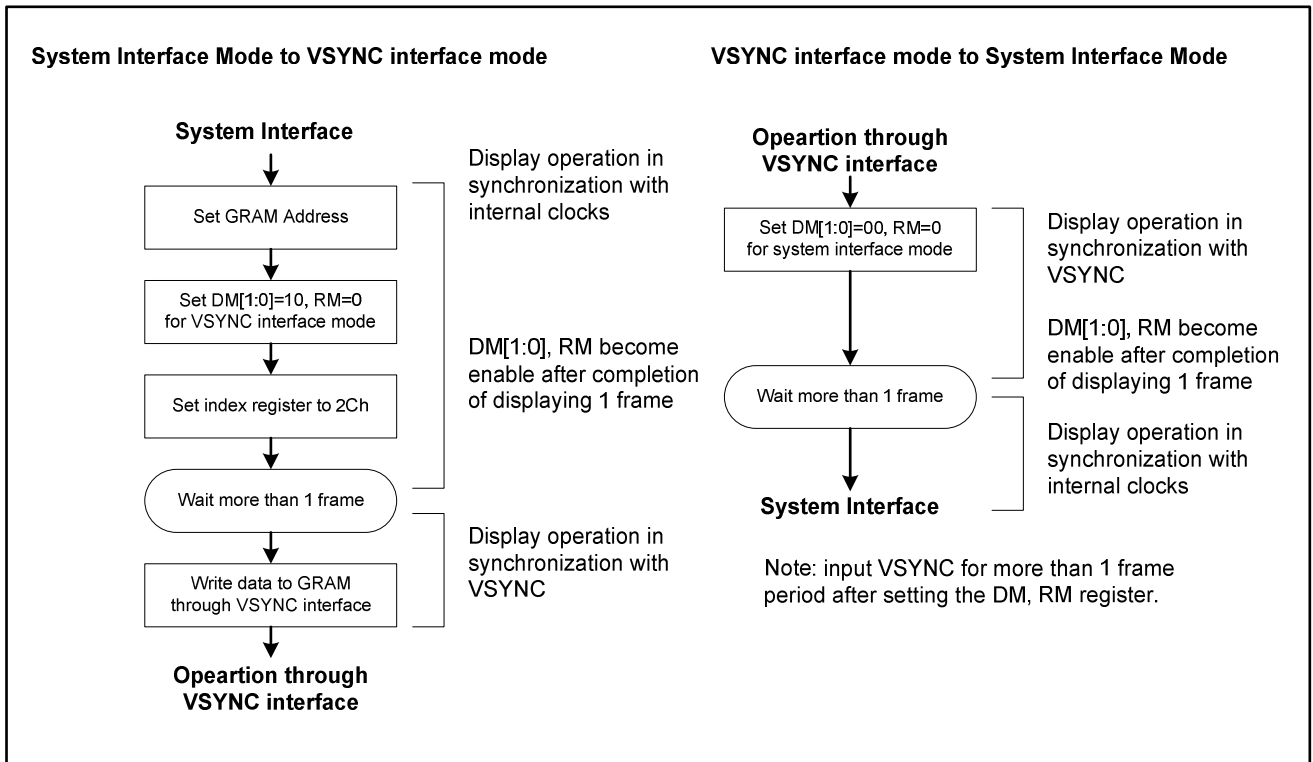 System Interface Mode to VSYNC interface mode
System Interface
Set GRAM Address
Set DM[1:0]=10, RM=0
for VSYNC interface mode
Set index register to 2Ch
Wait more than 1 frame
Write data to GRAM
through VSYNC interface
Opeartion through
VSYNC interface
Display operation in
synchronization with
internal clocks
DM[1:0], RM become
enable after completion
of displaying 1 frame
Display operation in
synchronization with
VSYNC
VSYNC interface mode to System Interface Mode
Opeartion through
VSYNC interface
Set DM[1:0]=00, RM=0
for system interface mode
Wait more than 1 frame
System Interface
Display operation in
synchronization with
VSYNC
DM[1:0], RM become
enable after completion
of displaying 1 frame
Display operation in
synchronization with
internal clocks
Note: input VSYNC for more than 1 frame
period after setting the DM, RM register.